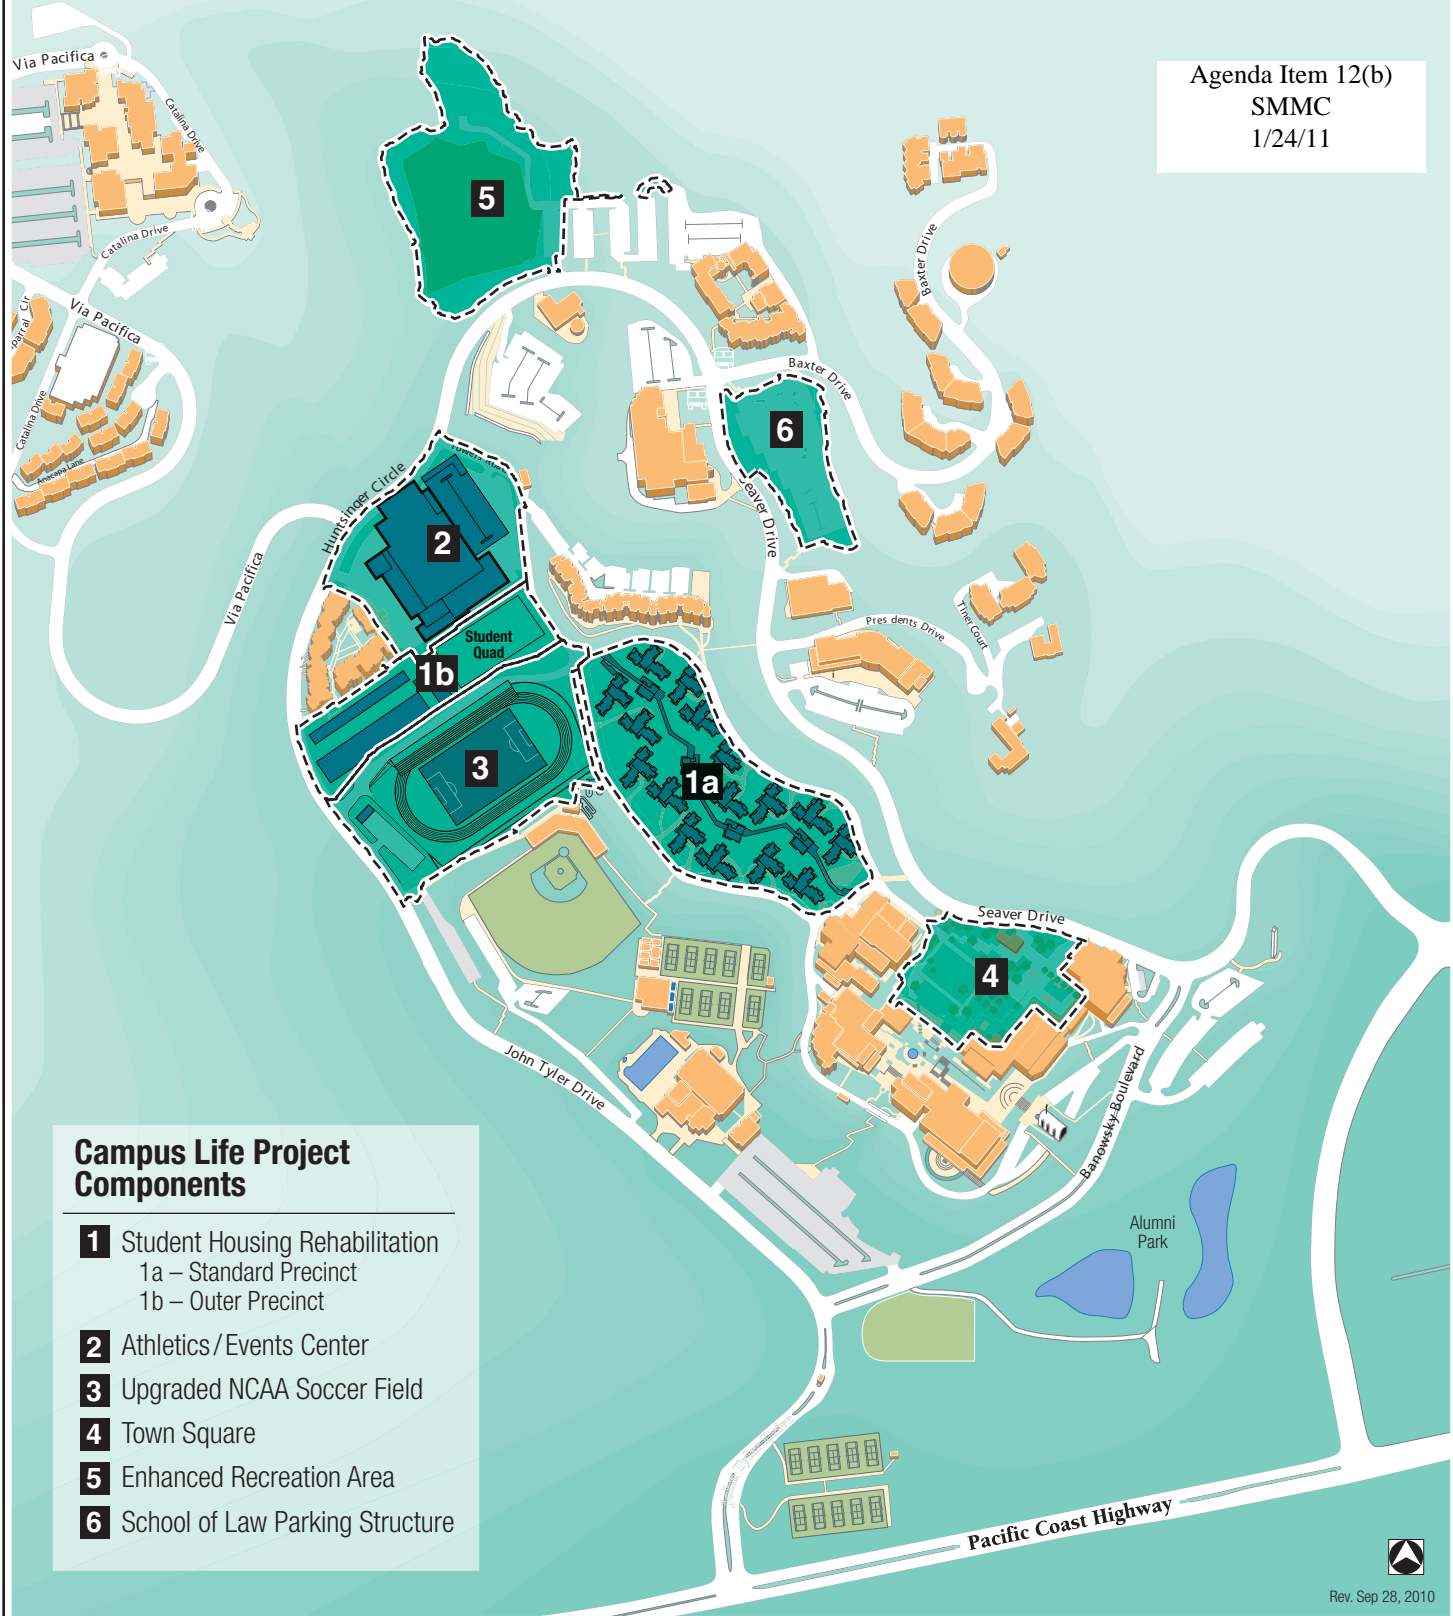 Via Pacifica
Catalina Drive
Catalina Drive
Via Pacifica
Catalina Drive
Anacapa Lane
Via Pacifica
Agenda Item 12(b)
SMMC
1/24/11
5
Baxter Drive
Baxter Drive
6
Seaver Drive
Huntsinger Circle
2
Student
Quad
1b
3
1a
Pres dents Drive
Tiner Court
Seaver Drive
4
John Tyler Drive
Banowsky Boulevard
Alumni
Park
Pacific Coast Highway
Campus Life Project
Components
1 Student Housing Rehabilitation
1a – Standard Precinct
1b – Outer Precinct
2 Athletics / Events Center
3 Upgraded NCAA Soccer Field
4 Town Square
5 Enhanced Recreation Area
6 School of Law Parking Structure
Rev. Sep 28, 2010